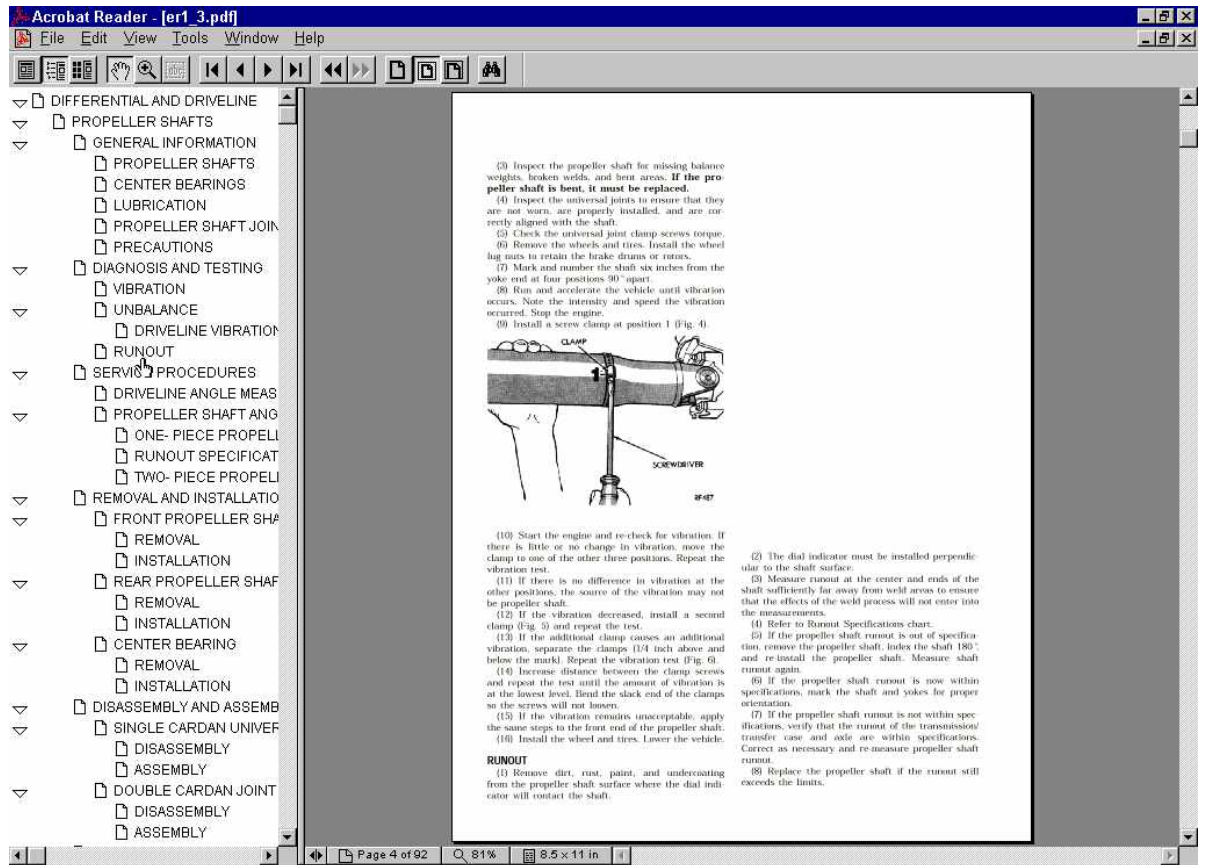 Acrobat Reader - [er1_3.pdf]
File Edit View Tools Window Help
abc
DIFFERENTIAL AND DRIVELINE
PROPELLER SHAFTS
GENERAL INFORMATION
PROPELLER SHAFTS
CENTER BEARINGS
LUBRICATION
PROPELLER SHAFT JOIN
PRECAUTIONS
DIAGNOSIS AND TESTING
VIBRATION
UNBALANCE
DRIVELINE VIBRATION
RUNOUT
SERVICE PROCEDURES
DRIVELINE ANGLE MEAS
PROPELLER SHAFT ANG
ONE- PIECE PROPELL
RUNOUT SPECIFICAT
TWO- PIECE PROPELL
REMOVAL AND INSTALLATIO
FRONT PROPELLER SHA
REMOVAL
INSTALLATION
REAR PROPELLER SHAF
REMOVAL
INSTALLATION
CENTER BEARING
REMOVAL
INSTALLATION
DISASSEMBLY AND ASSEMB
SINGLE CARDAN UNIVER
DISASSEMBLY
ASSEMBLY
DOUBLE CARDAN JOINT
DISASSEMBLY
ASSEMBLY
(3) Inspect the propeller shaft for missing balance
weights, broken welds, and bent areas. If the pro-
peller shaft is bent, it must be replaced.
(4) Inspect the universal joints to ensure that they
are not worn, are properly installed, and are cor-
rectly aligned with the shaft.
(5) Check the universal joint clamp screws torque.
(6) Remove the wheels and tires. Install the wheel
lug nuts to retain the brake drums or rotors.
(7) Mark and number the shaft six inches from the
yoke end at four positions 90° apart.
(8) Run and accelerate the vehicle until vibration
occurs. Note the intensity and speed the vibration
occurred. Stop the engine.
(9) Install a screw clamp at position 1 (Fig. 4).
CLAMP
1
SCREWDRIVER
RF487
(10) Start the engine and re-check for vibration. If
there is little or no change in vibration, move the
clamp to one of the other three positions. Repeat the
vibration test.
(11) If there is no difference in vibration at the
other positions, the source of the vibration may not
be propeller shaft.
(12) If the vibration decreased, install a second
clamp (Fig. 5) and repeat the test.
(13) If the additional clamp causes an additional
vibration, separate the clamps (1/4 inch above and
below the mark). Repeat the vibration test (Fig. 6).
(14) Increase distance between the clamp screws
and repeat the test until the amount of vibration is
at the lowest level. Bend the slack end of the clamps
so the screws will not loosen.
(15) If the vibration remains unacceptable, apply
the same steps to the front end of the propeller shaft.
(16) Install the wheel and tires. Lower the vehicle.
RUNOUT
(1) Remove dirt, rust, paint, and undercoating
from the propeller shaft surface where the dial indi-
cator will contact the shaft.
(2) The dial indicator must be installed perpendic-
ular to the shaft surface.
(3) Measure runout at the center and ends of the
shaft sufficiently far away from weld areas to ensure
that the effects of the weld process will not enter into
the measurements.
(4) Refer to Runout Specifications chart.
(5) If the propeller shaft runout is out of specifica-
tion, remove the propeller shaft, index the shaft 180°,
and re-install the propeller shaft. Measure shaft
runout again.
(6) If the propeller shaft runout is now within
specifications, mark the shaft and yokes for proper
orientation.
(7) If the propeller shaft runout is not within spec-
ifications, verify that the runout of the transmission/
transfer case and axle are within specifications.
Correct as necessary and re-measure propeller shaft
runout.
(8) Replace the propeller shaft if the runout still
exceeds the limits.
Page 4 of 92 81% 8.5 x 11 in